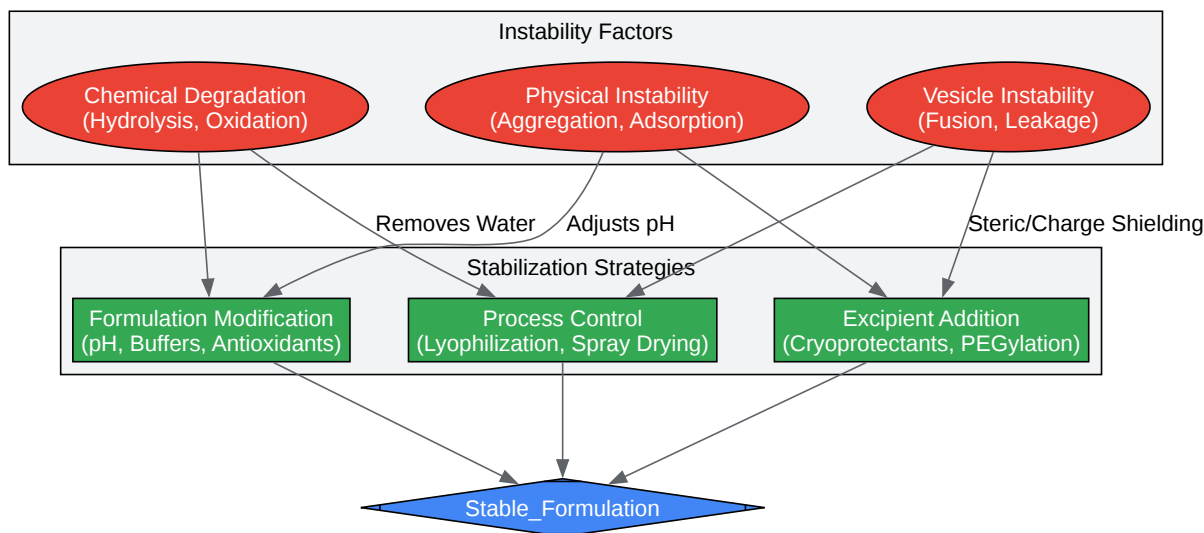 Instability Factors
Chemical Degradation
(Hydrolysis, Oxidation)
Physical Instability
(Aggregation, Adsorption)
Vesicle Instability
(Fusion, Leakage)
Removes Water
Adjusts pH
Steric/Charge Shielding
Stabilization Strategies
Formulation Modification
(pH, Buffers, Antioxidants)
Process Control
(Lyophilization, Spray Drying)
Excipient Addition
(Cryoprotectants, PEGylation)
Stable_Formulation